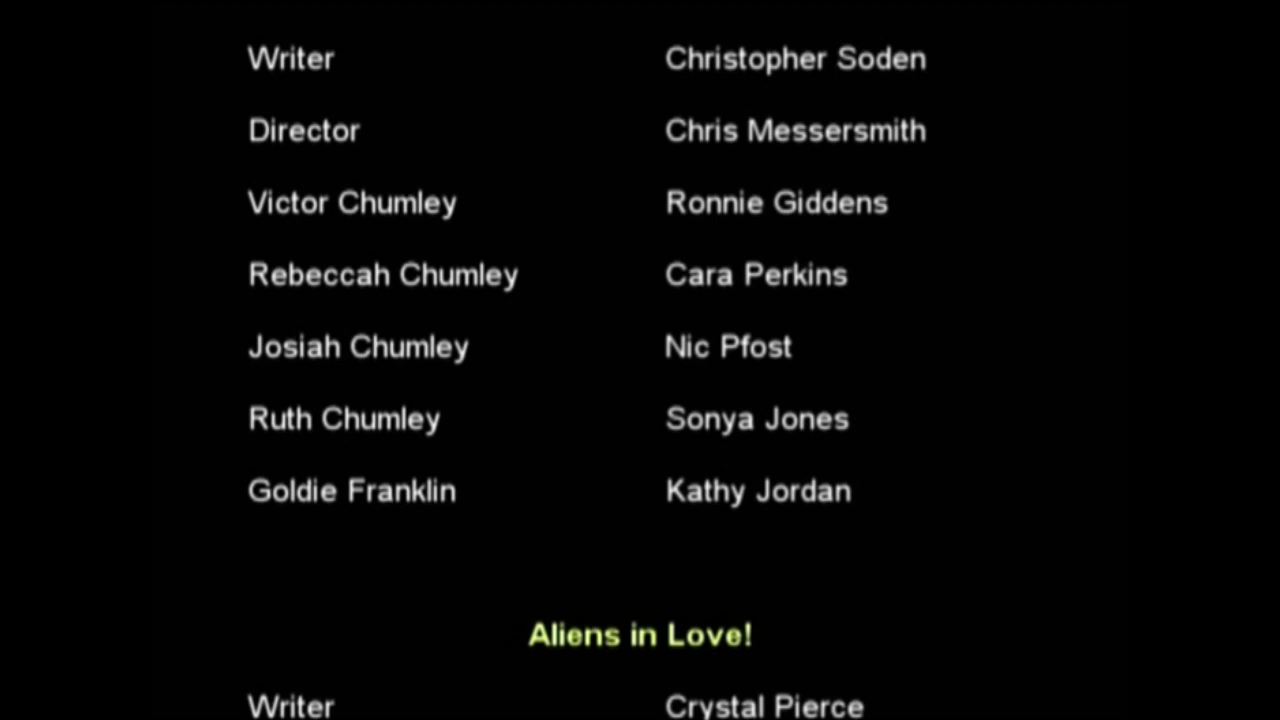 Writer Christopher Soden
Director Chris Messersmith
Victor Chumley Ronnie Giddens
Rebeccah Chumley Cara Perkins
Josiah Chumley Nic Pfost
Ruth Chumley Sonya Jones
Goldie Franklin Kathy Jordan
Aliens in Love!
Writer Crystal Pierce